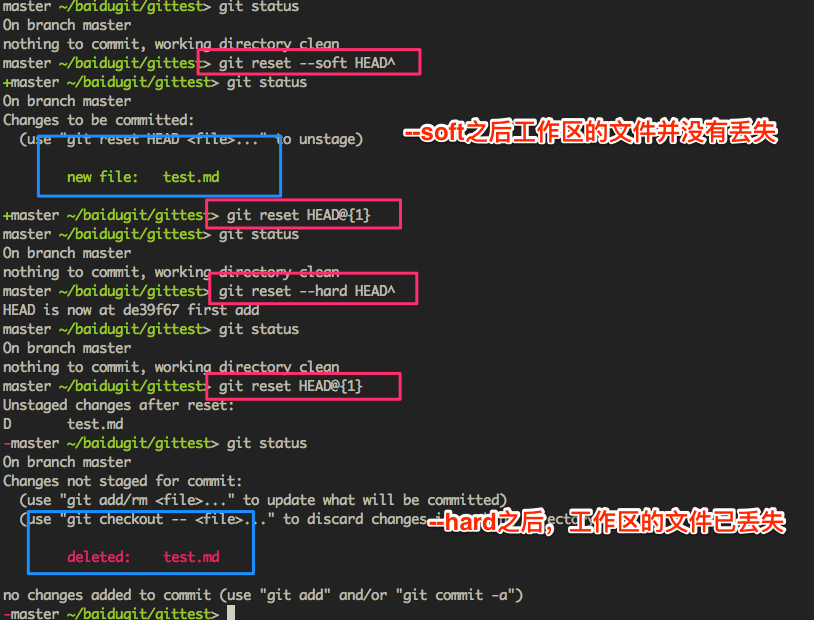 master ~/baidugit/gittest> git status
On branch master
nothing to commit, working directory clean
master ~/baidugit/gittest> git reset --soft HEAD^
+master ~/baidugit/gittest> git status
On branch master
Changes to be committed:
(use "git reset HEAD <file>..." to unstage)
--soft之后工作区的文件并没有丢失
new file: test.md
+master ~/baidugit/gittest> git reset HEAD@{1}
master ~/baidugit/gittest> git status
On branch master
nothing to commit, working directory clean
master ~/baidugit/gittest> git reset --hard HEAD^
HEAD is now at de39f67 first add
master ~/baidugit/gittest> git status
On branch master
nothing to commit, working directory clean
master ~/baidugit/gittest> git reset HEAD@{1}
Unstaged changes after reset:
D test.md
-master ~/baidugit/gittest> git status
On branch master
Changes not staged for commit:
(use "git add/rm <file>..." to update what will be committed)
(use "git checkout -- <file>..." to discard changes
--hard之后，工作区的文件已丢失
deleted: test.md
no changes added to commit (use "git add" and/or "git commit -a")
-master ~/baidugit/gittest>